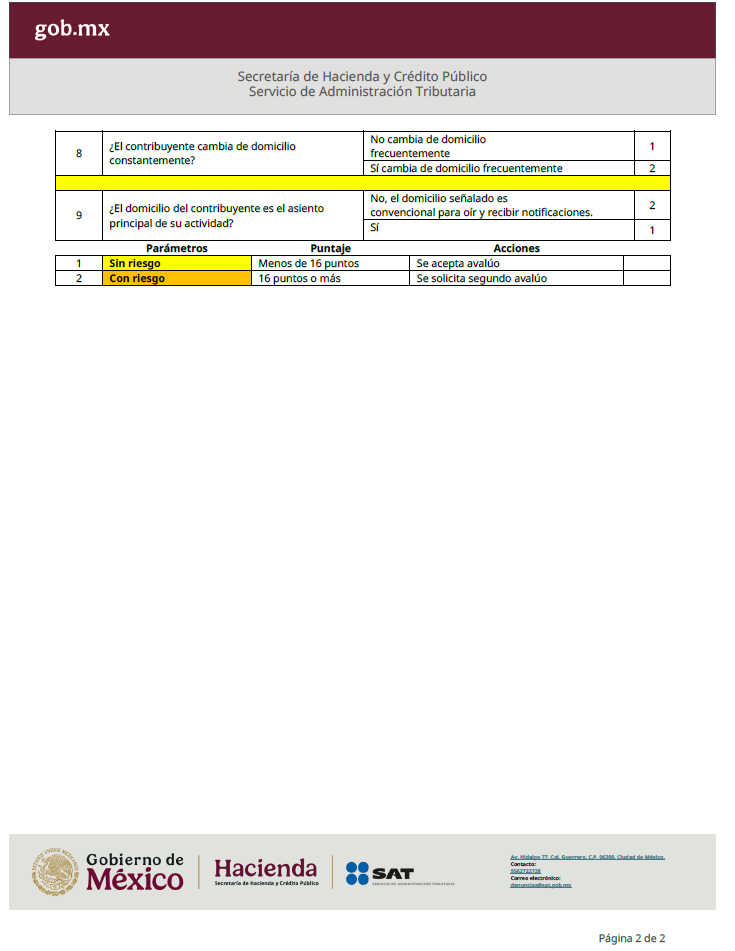 gob.mx
Secretaría de Hacienda y Crédito Público
Servicio de Administración Tributaria
8
¿El contribuyente cambia de domicilio
constantemente?
No cambia de domicilio
frecuentemente
1
Sí cambia de domicilio frecuentemente
2
9
¿El domicilio del contribuyente es el asiento
principal de su actividad?
No, el domicilio señalado es
convencional para oír y recibir notificaciones.
2
Sí
1
Parámetros Puntaje Acciones
1 Sin riesgo Menos de 16 puntos Se acepta avalúo
2 Con riesgo 16 puntos o más Se solicita segundo avalúo
ESTADOS UNIDOS MEXICANOS
Gobierno de
México
Hacienda
Secretaría de Hacienda y Crédito Público
SAT
SERVICIO DE ADMINISTRACIÓN TRIBUTARIA
Av. Hidalgo 77, Col. Guerrero, C.P. 06300, Ciudad de México.
Contacto:
5562722728
Correo electrónico:
denuncias@sat.gob.mx
Página 2 de 2